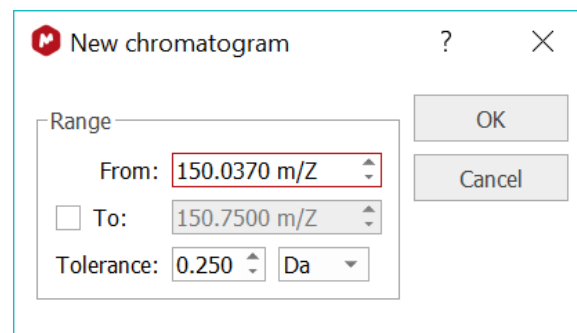 New chromatogram ?
Range
From: 150.0370 m/Z
To: 150.7500 m/Z
Tolerance: 0.250 Da
OK
Cancel